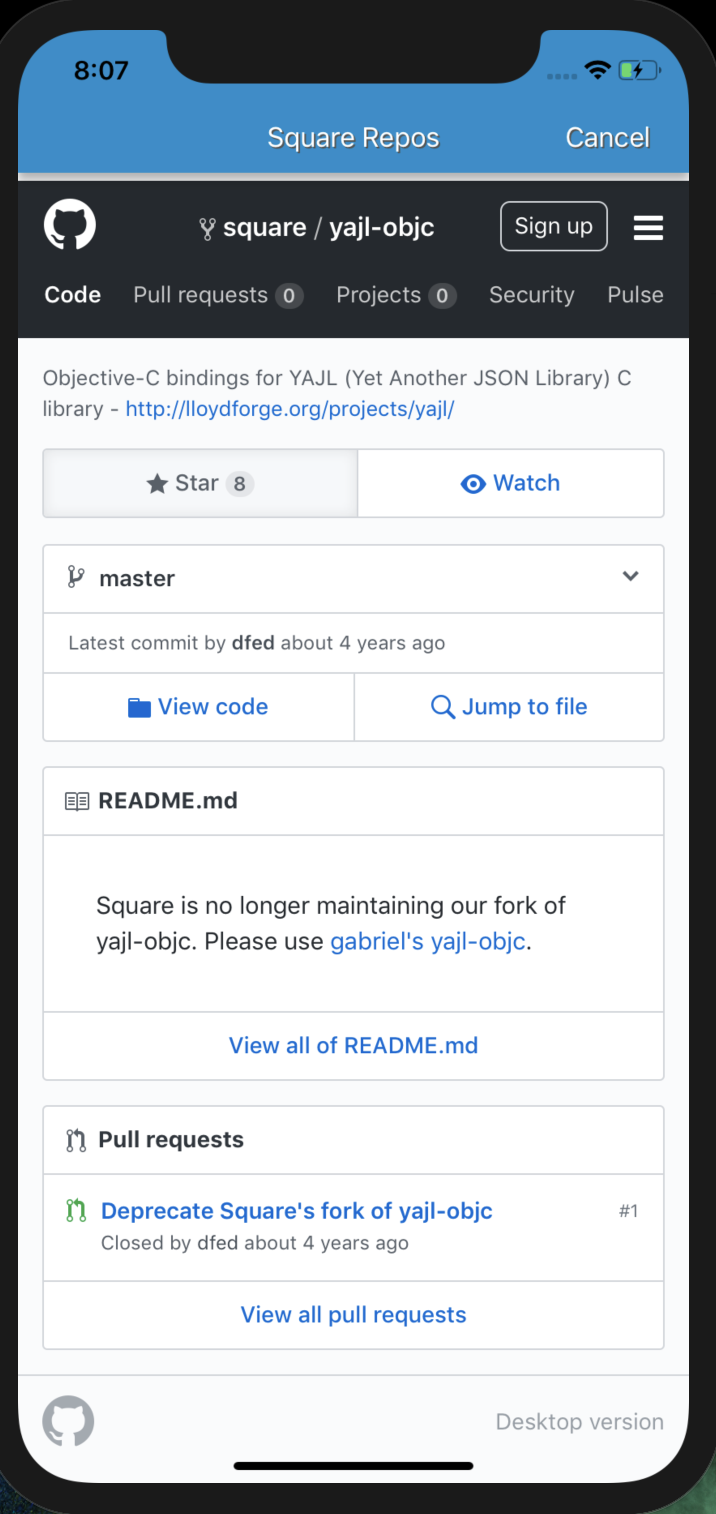 8:07
Square Repos Cancel
square / yajl-objc Sign up
Code Pull requests 0 Projects 0 Security Pulse
Objective-C bindings for YAJL (Yet Another JSON Library) C
library - http://lloydforge.org/projects/yajl/
Star 8 Watch
master
Latest commit by dfed about 4 years ago
View code Jump to file
README.md
Square is no longer maintaining our fork of
yajl-objc. Please use gabriel's yajl-objc.
View all of README.md
Pull requests
Deprecate Square's fork of yajl-objc #1
Closed by dfed about 4 years ago
View all pull requests
Desktop version